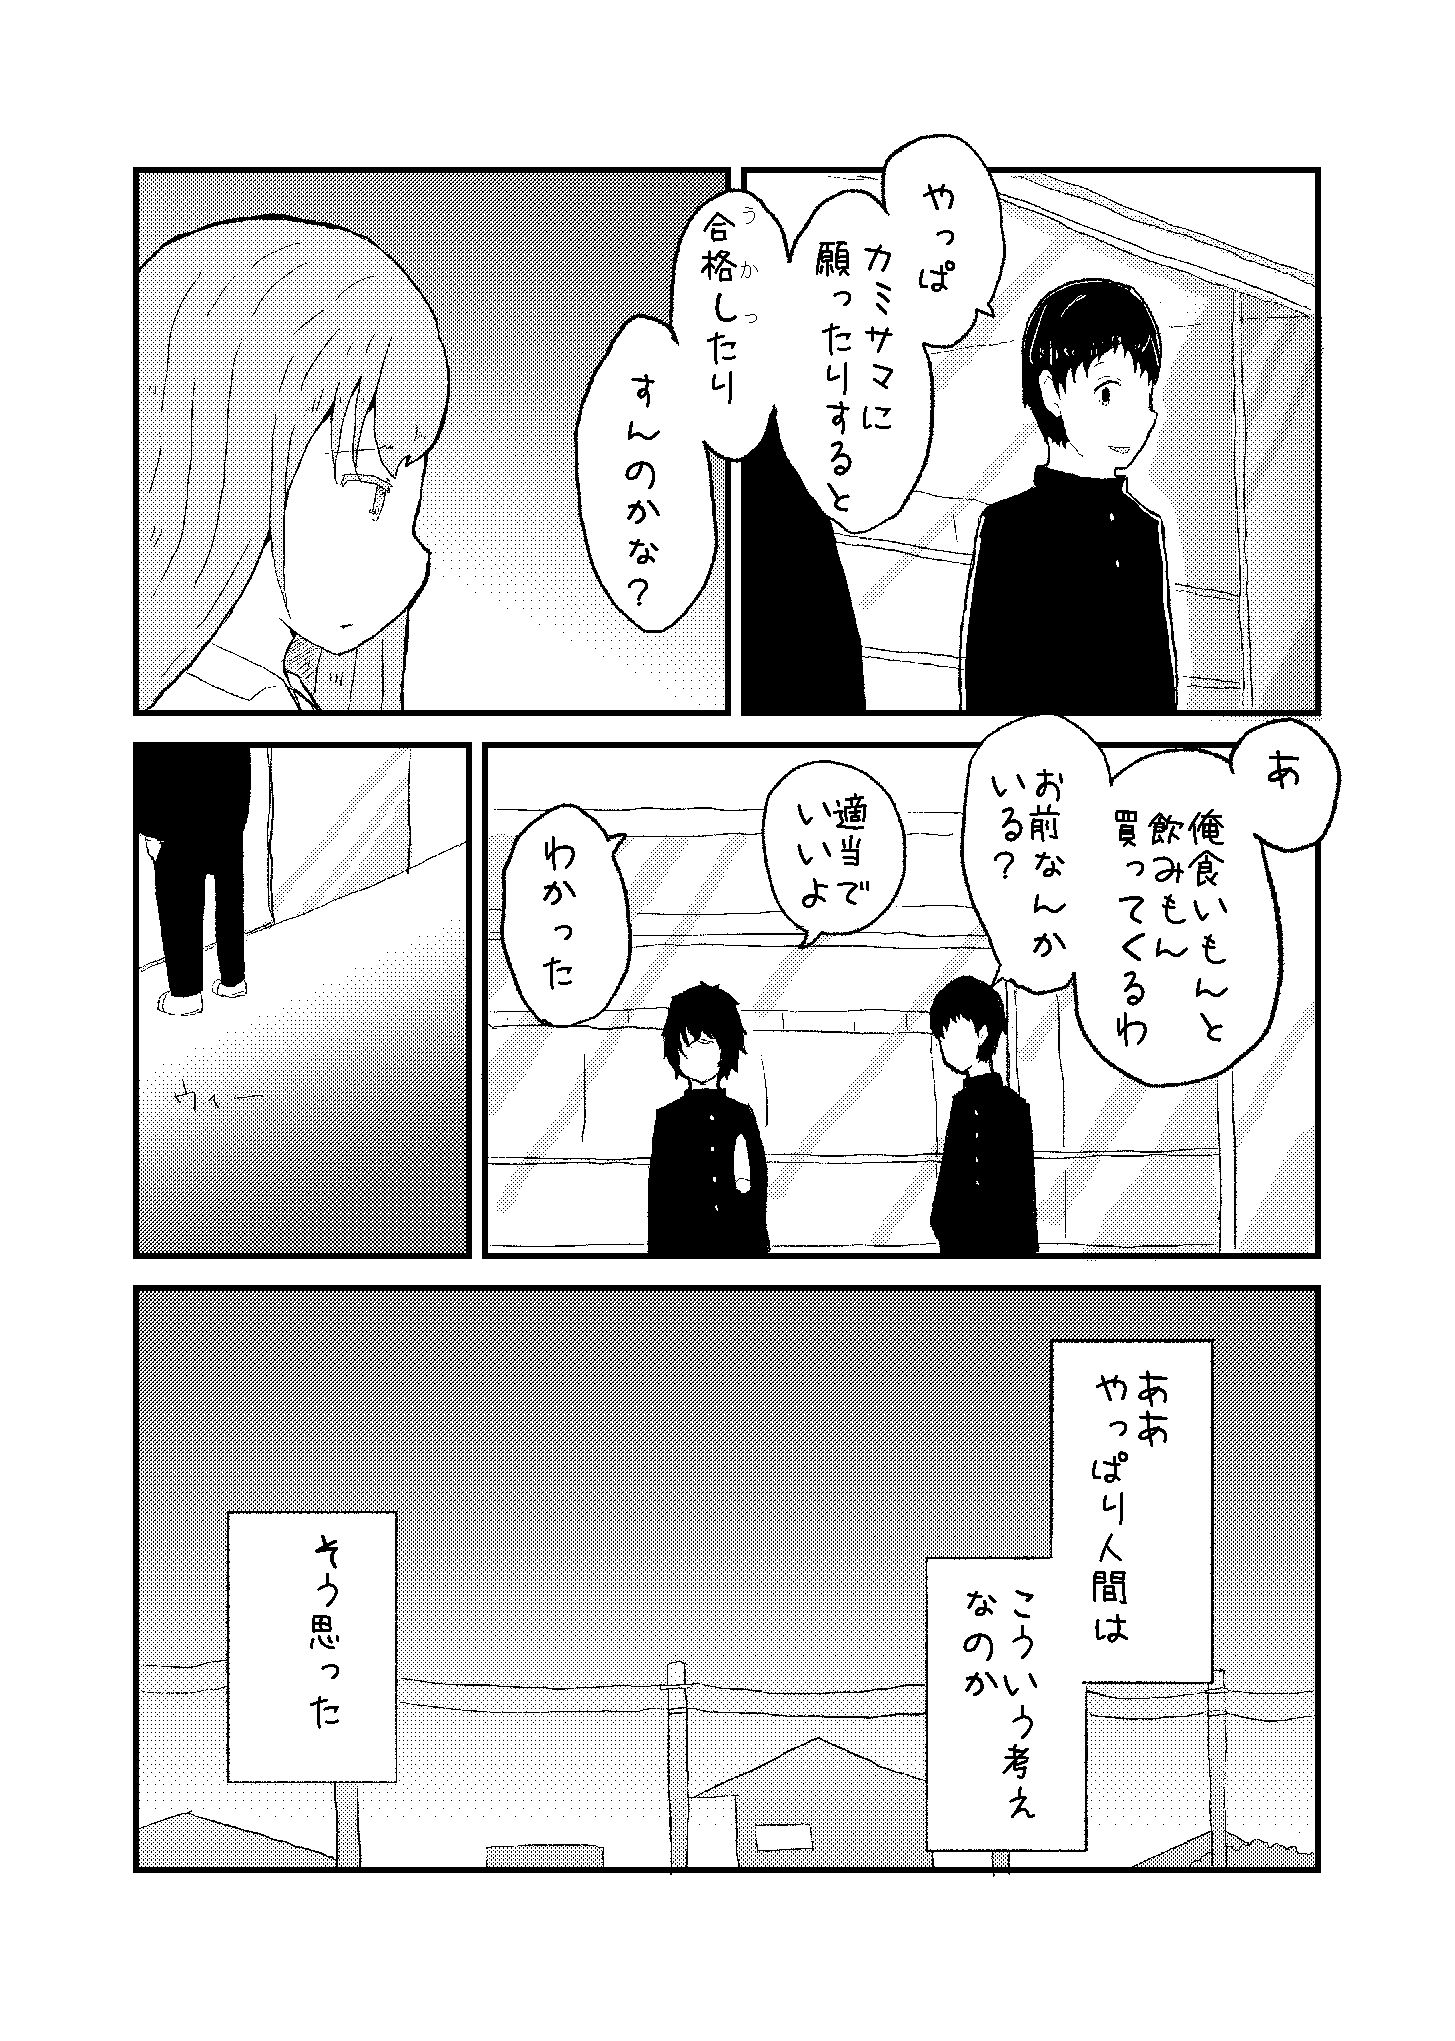 やっぱ
カミサマに
願ったりすると
合格したり
うかっ
すんのかな?
あ
俺食いもんと
飲みもん
買ってくるわ
お前なんか
いる?
適当で
いいよ
わかった
ウィー
ああ
やっぱり人間は
こういう考え
なのか
そう思った